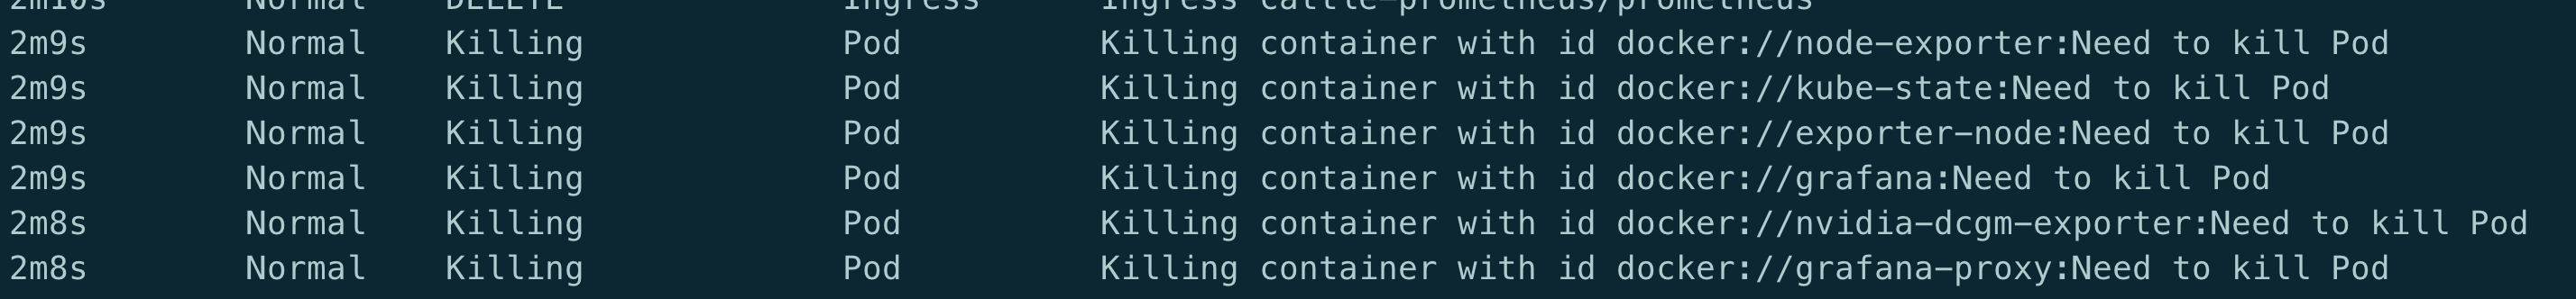 2m10s Normal DELETE Ingress Ingress cattle-prometheus/prometheus
2m9s Normal Killing Pod Killing container with id docker://node-exporter:Need to kill Pod
2m9s Normal Killing Pod Killing container with id docker://kube-state:Need to kill Pod
2m9s Normal Killing Pod Killing container with id docker://exporter-node:Need to kill Pod
2m9s Normal Killing Pod Killing container with id docker://grafana:Need to kill Pod
2m8s Normal Killing Pod Killing container with id docker://nvidia-dcgm-exporter:Need to kill Pod
2m8s Normal Killing Pod Killing container with id docker://grafana-proxy:Need to kill Pod